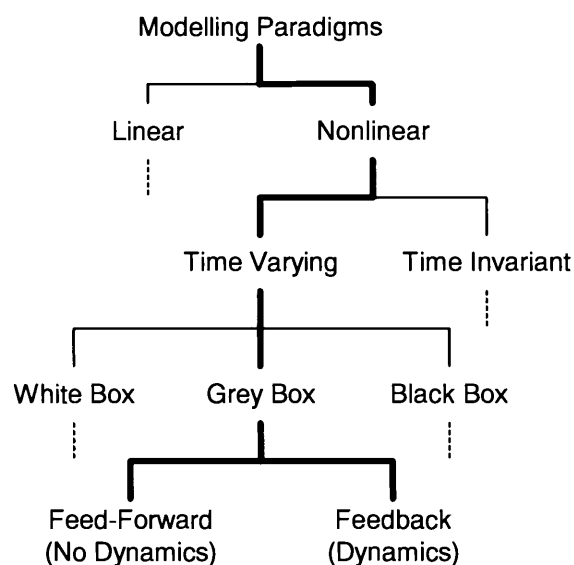 Modelling Paradigms
Linear
Nonlinear
Time Varying
Time Invariant
White Box
Grey Box
Black Box
Feed-Forward
(No Dynamics)
Feedback
(Dynamics)